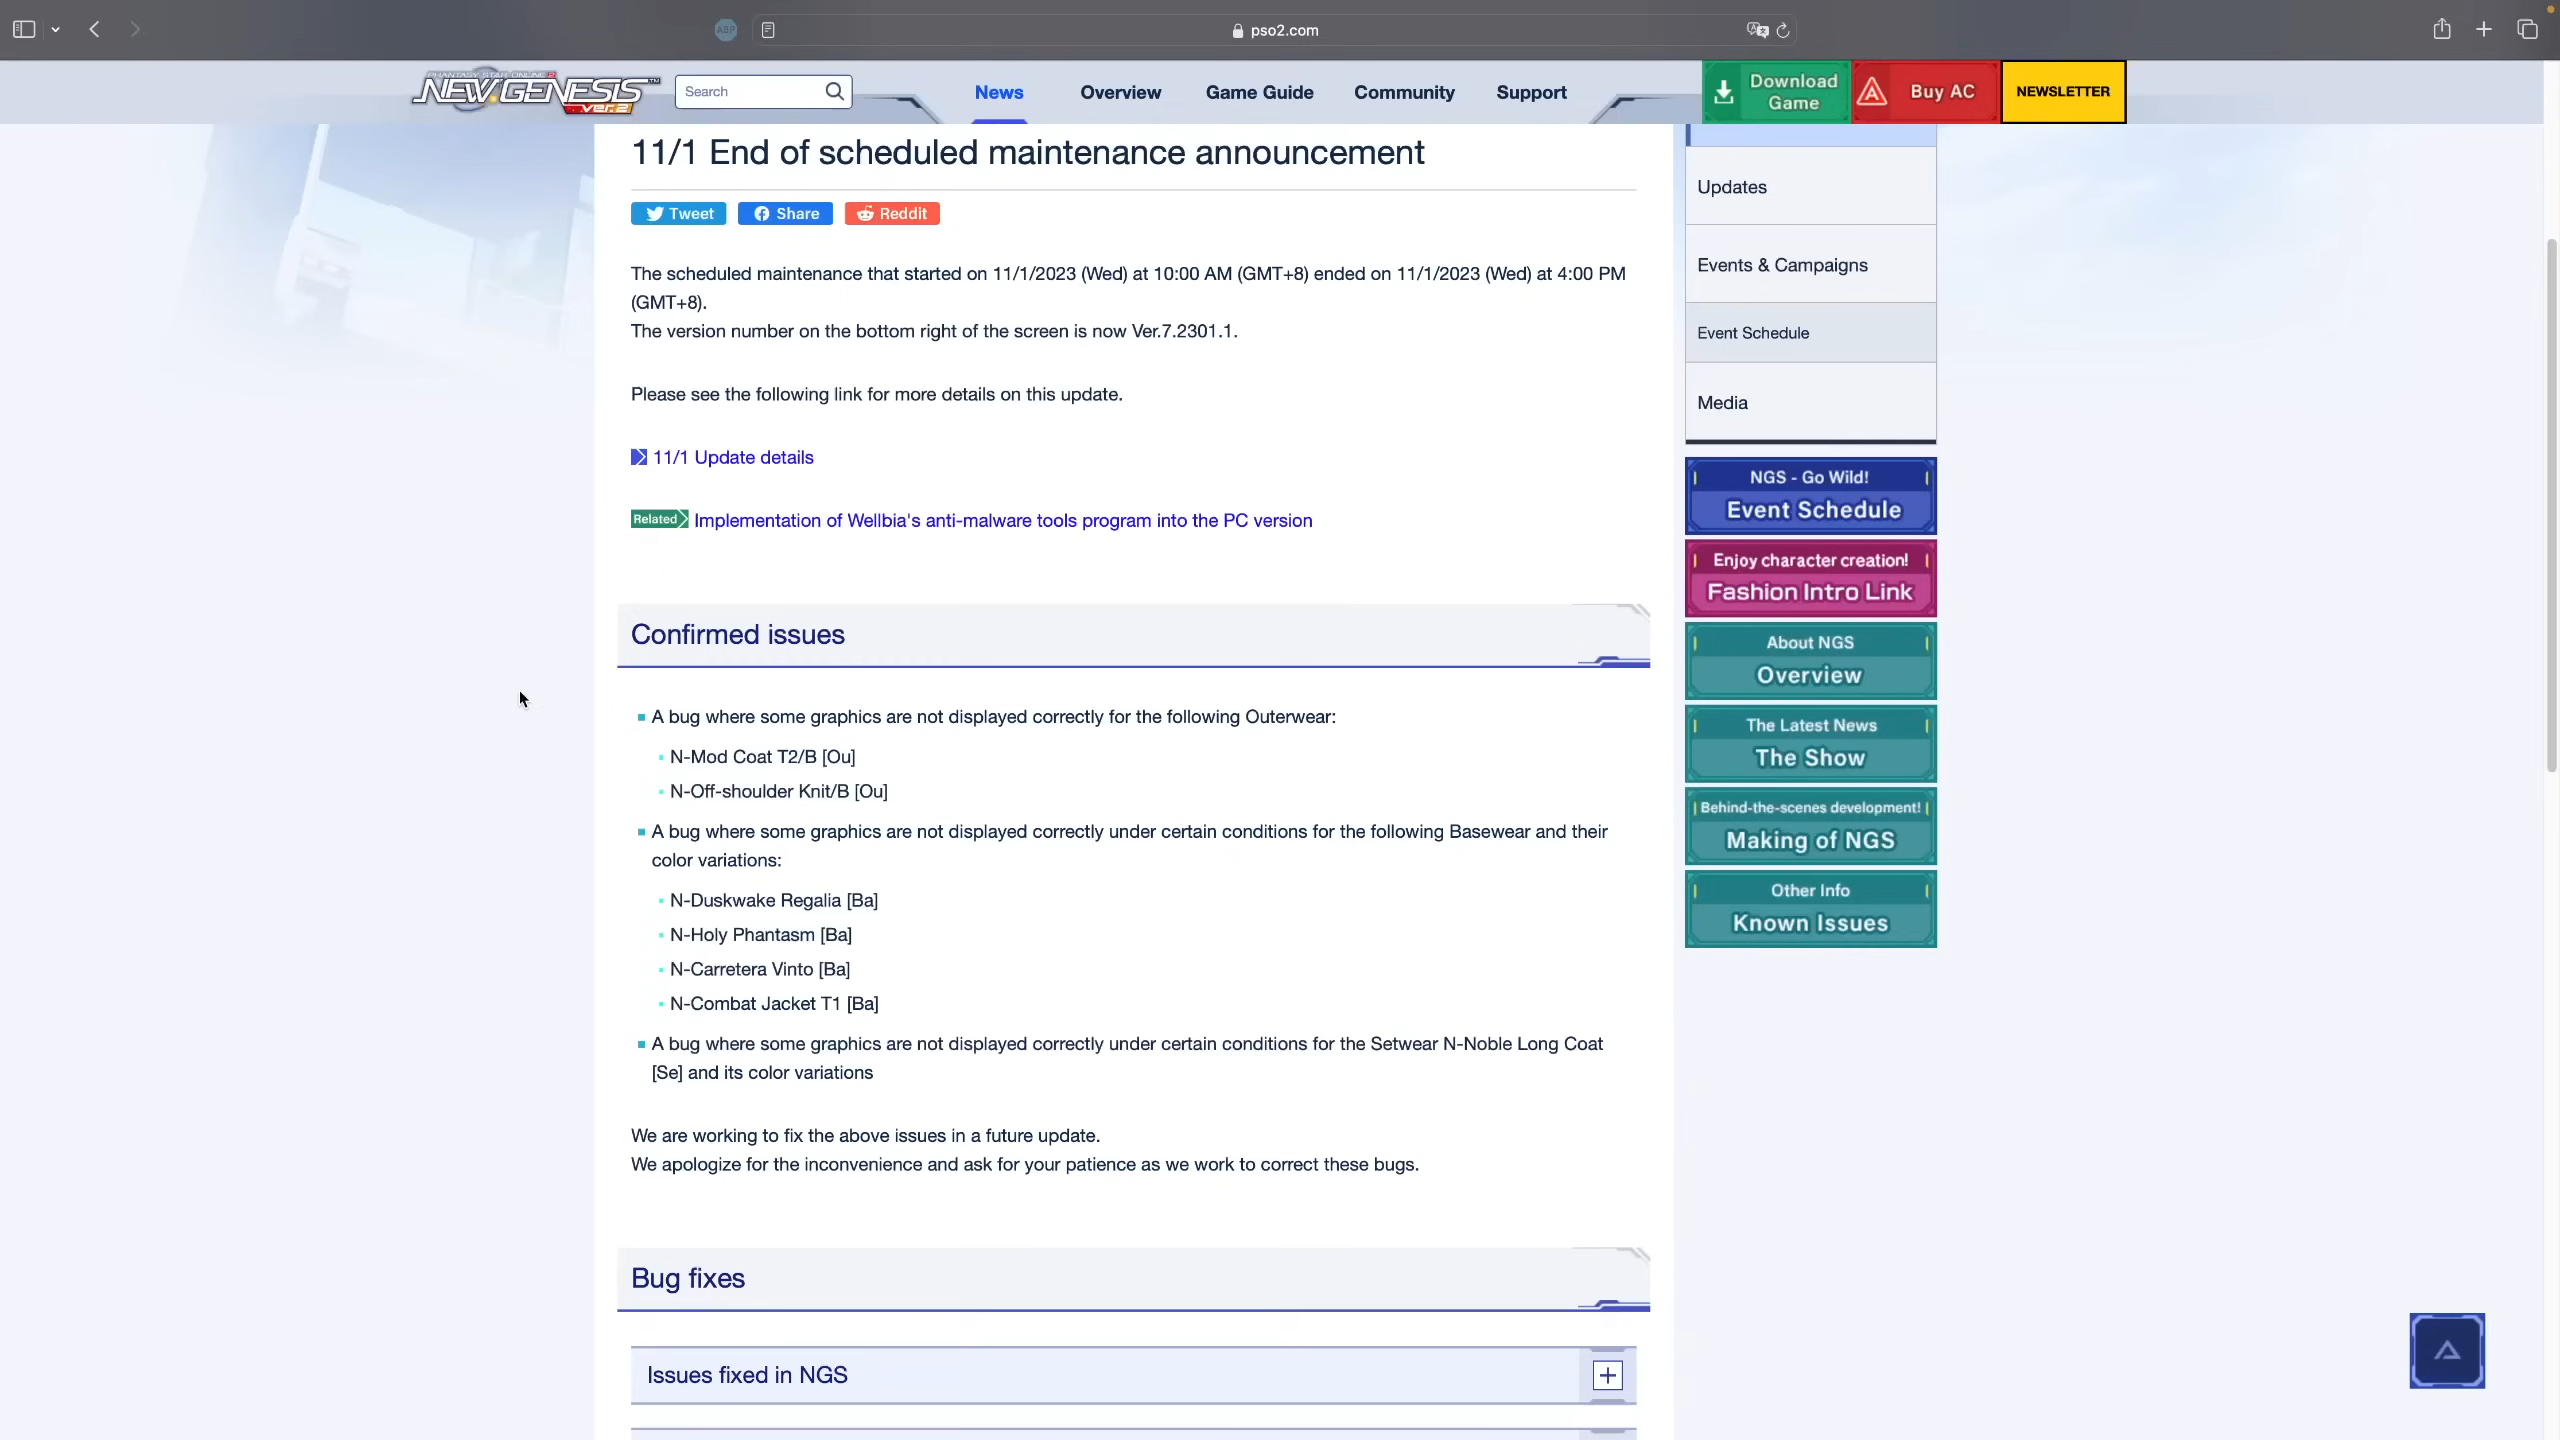 ABP
pso2.com
PHANTASY STAR ONLINE 2
NEW GENESIS™
ver.2
Search
News
Overview
Game Guide
Community
Support
Download
Game
Buy AC
NEWSLETTER
11/1 End of scheduled maintenance announcement
Tweet
Share
Reddit
The scheduled maintenance that started on 11/1/2023 (Wed) at 10:00 AM (GMT+8) ended on 11/1/2023 (Wed) at 4:00 PM
(GMT+8).
The version number on the bottom right of the screen is now Ver.7.2301.1.
Please see the following link for more details on this update.
11/1 Update details
Related Implementation of Wellbia's anti-malware tools program into the PC version
Confirmed issues
A bug where some graphics are not displayed correctly for the following Outerwear:
N-Mod Coat T2/B [Ou]
N-Off-shoulder Knit/B [Ou]
A bug where some graphics are not displayed correctly under certain conditions for the following Basewear and their
color variations:
N-Duskwake Regalia [Ba]
N-Holy Phantasm [Ba]
N-Carretera Vinto [Ba]
N-Combat Jacket T1 [Ba]
A bug where some graphics are not displayed correctly under certain conditions for the Setwear N-Noble Long Coat
[Se] and its color variations
We are working to fix the above issues in a future update.
We apologize for the inconvenience and ask for your patience as we work to correct these bugs.
Bug fixes
Issues fixed in NGS
Updates
Events & Campaigns
Event Schedule
Media
NGS - Go Wild!
Event Schedule
Enjoy character creation!
Fashion Intro Link
About NGS
Overview
The Latest News
The Show
Behind-the-scenes development!
Making of NGS
Other Info
Known Issues